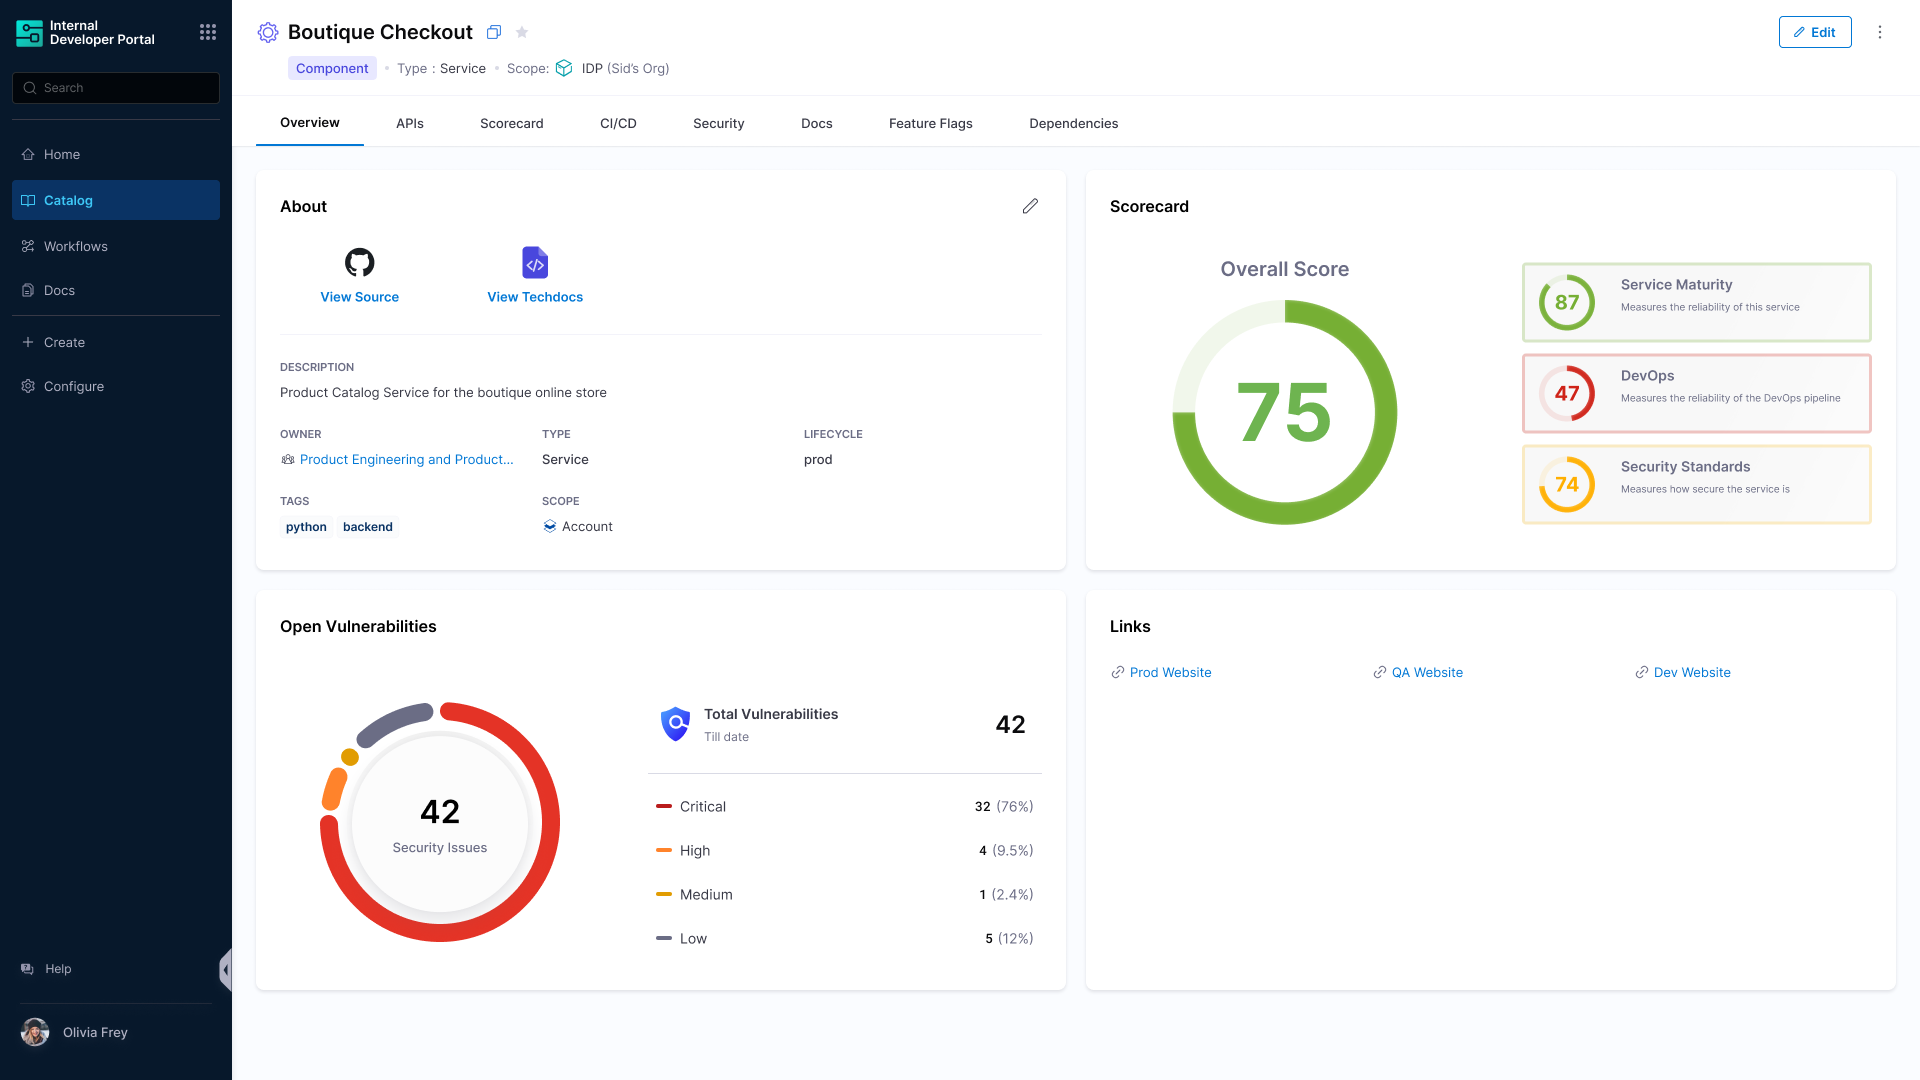 Internal
Developer Portal
Search
Home
Catalog
Workflows
Docs
Create
Configure
Help
Olivia Frey
Boutique Checkout
Edit
Component • Type : Service • Scope: IDP (Sid's Org)
Overview APIs Scorecard CI/CD Security Docs Feature Flags Dependencies
About
View Source View Techdocs
DESCRIPTION
Product Catalog Service for the boutique online store
OWNER TYPE LIFECYCLE
Product Engineering and Product... Service prod
TAGS SCOPE
python backend Account
Scorecard
Overall Score
75
87 Service Maturity
Measures the reliability of this service
47 DevOps
Measures the reliability of the DevOps pipeline
74 Security Standards
Measures how secure the service is
Open Vulnerabilities
42
Security Issues
Total Vulnerabilities 42
Till date
Critical 32 (76%)
High 4 (9.5%)
Medium 1 (2.4%)
Low 5 (12%)
Links
Prod Website QA Website Dev Website